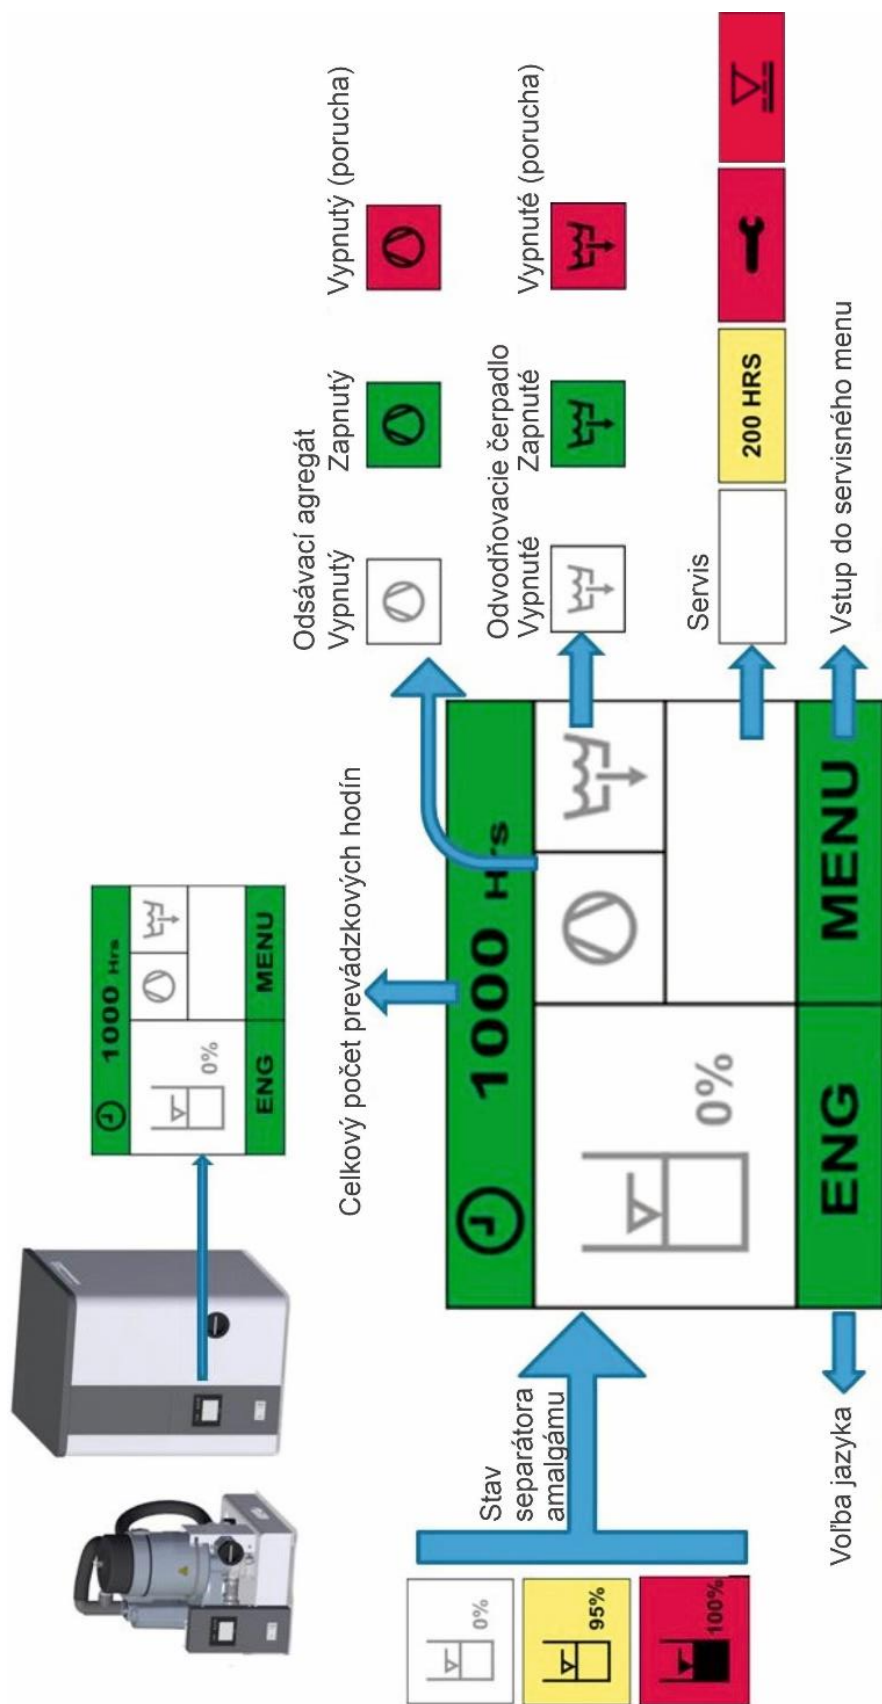 1000 Hrs
0%
ENG
MENU
Celkový počet prevádzkových hodín
Odsávací agregát
Vypnutý
Zapnutý
Vypnutý (porucha)
Odvodňovacie čerpadlo
Vypnuté
Zapnuté
Vypnuté (porucha)
Servis
200 HRS
Stav
separátora
amalgámu
0%
95%
100%
1000 Hrs
0%
ENG
MENU
Voľba jazyka
Vstup do servisného menu